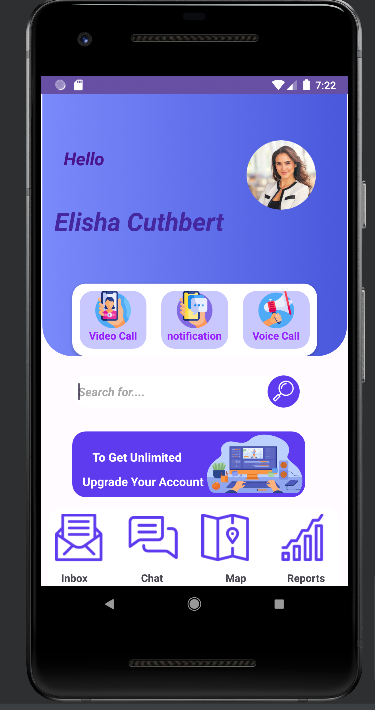 7:22
Hello
Elisha Cuthbert
Video Call notification Voice Call
Search for....
To Get Unlimited
Upgrade Your Account
Inbox Chat Map Reports